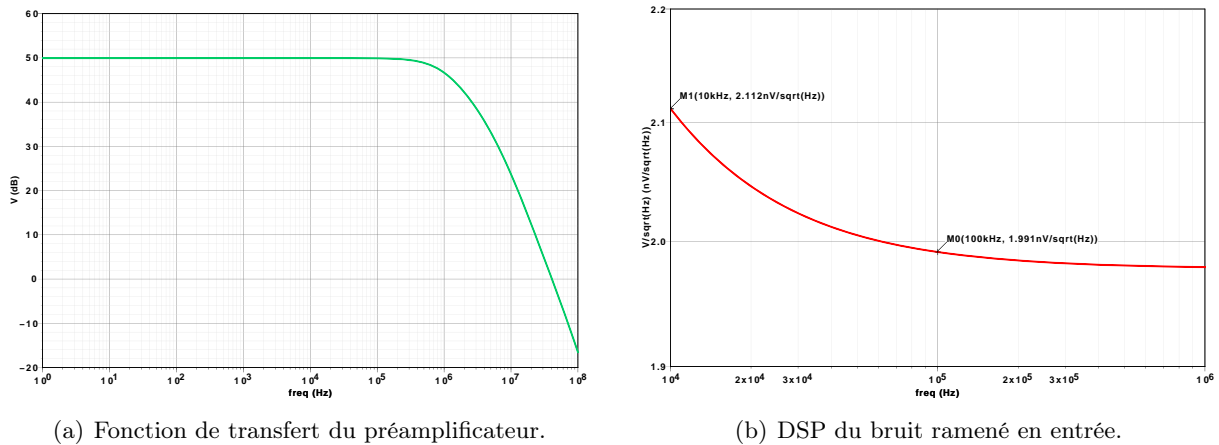 60
50
40
30
20
10
0
−10
−20
V (dB)
10^0 10^1 10^2 10^3 10^4 10^5 10^6 10^7 10^8
freq (Hz)
(a) Fonction de transfert du préamplificateur.
2.2
2.1
2.0
1.9
V/sqrt(Hz) (nV/sqrt(Hz))
M1(10kHz, 2.112nV/sqrt(Hz))
M0(100kHz, 1.991nV/sqrt(Hz))
10^4 2x10^4 3x10^4 10^5 2x10^5 3x10^5 10^6
freq (Hz)
(b) DSP du bruit ramené en entrée.